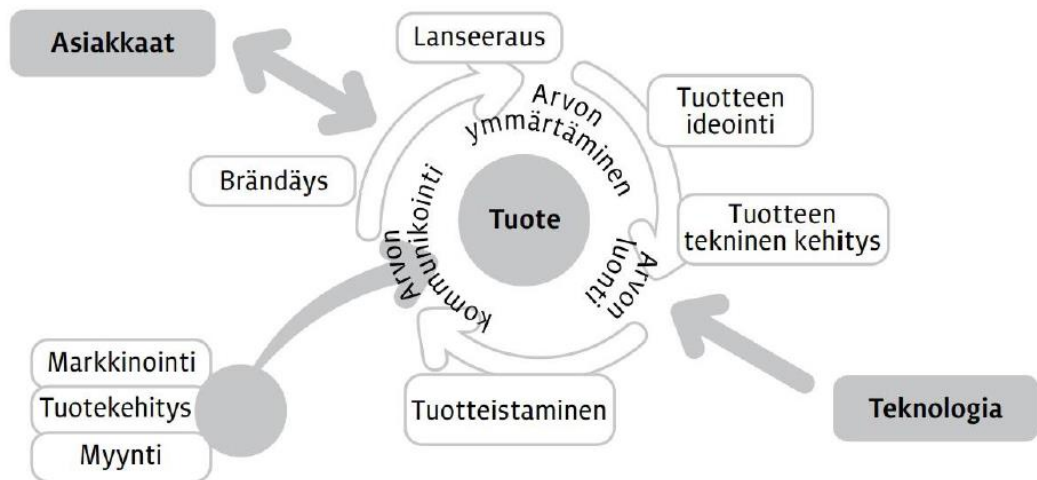 Asiakkaat
Lanseeraus
Tuotteen
ideointi
Brändäys
Arvon
ymmärtäminen
Tuote
Tuotteen
tekninen kehitys
Arvon
luonti
Arvon
kommunikointi
Markkinointi
Tuotekehitys
Myynti
Tuotteistaminen
Teknologia